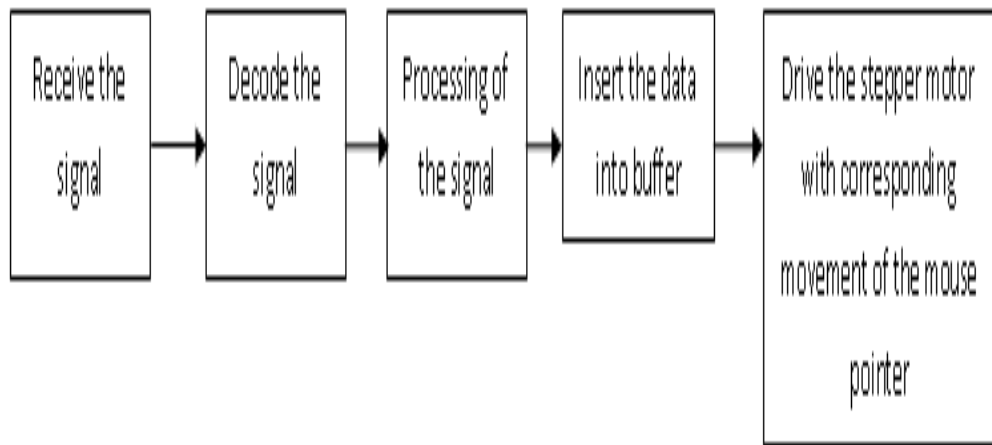 Receive the
signal
Decode the
signal
Processing of
the signal
Insert the data
into buffer
Drive the stepper motor
with corresponding
movement of the mouse
pointer